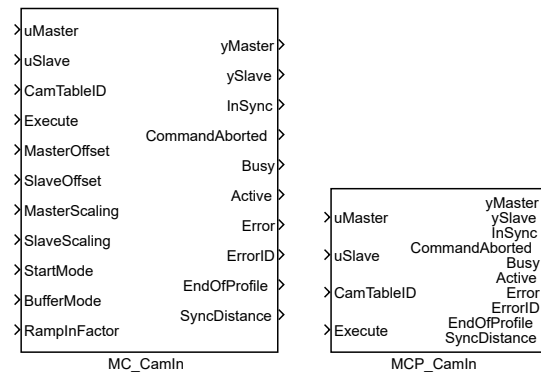 uMaster
uSlave
CamTableID
Execute
MasterOffset
SlaveOffset
MasterScaling
SlaveScaling
StartMode
BufferMode
RampInFactor
yMaster
ySlave
InSync
CommandAborted
Busy
Active
Error
ErrorID
EndOfProfile
SyncDistance
MC_CamIn
uMaster
uSlave
CamTableID
Execute
yMaster
ySlave
InSync
CommandAborted
Busy
Active
Error
ErrorID
EndOfProfile
SyncDistance
MCP_CamIn